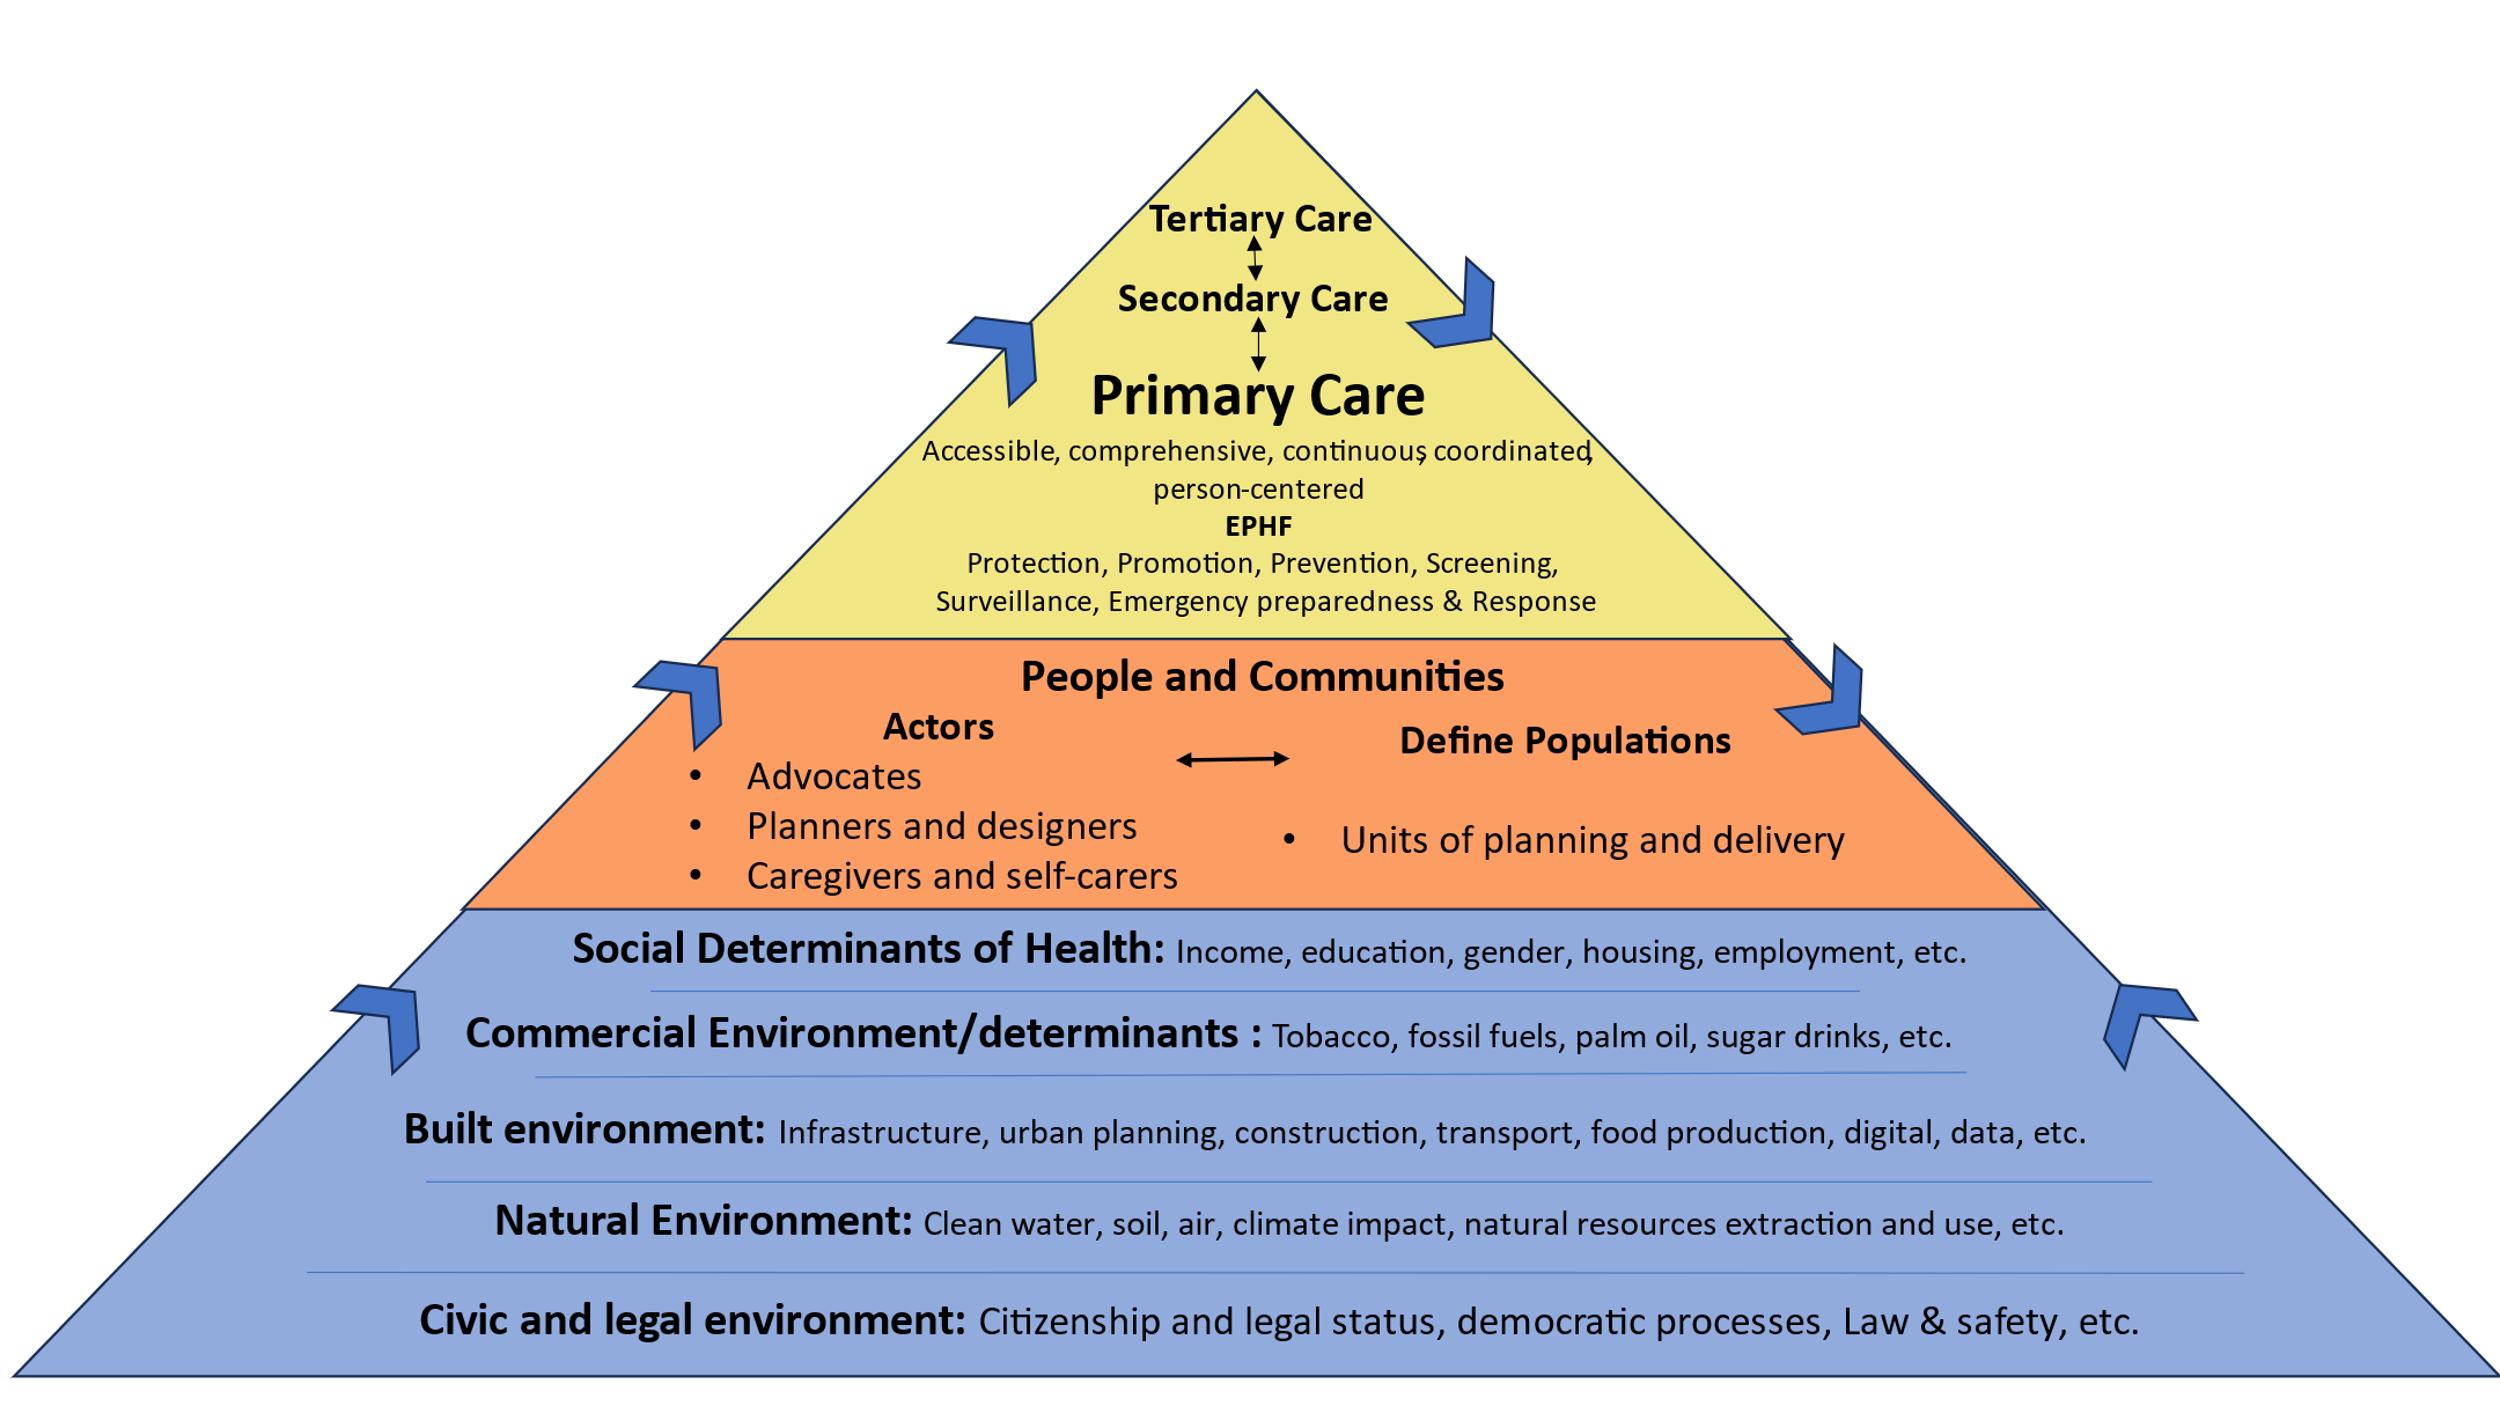 Tertiary Care
Secondary Care
Primary Care
Accessible, comprehensive, continuous, coordinated,
person-centered
EPHF
Protection, Promotion, Prevention, Screening,
Surveillance, Emergency preparedness & Response
People and Communities
Actors
• Advocates
• Planners and designers
• Caregivers and self-carers
Define Populations
• Units of planning and delivery
Social Determinants of Health: Income, education, gender, housing, employment, etc.
Commercial Environment/determinants : Tobacco, fossil fuels, palm oil, sugar drinks, etc.
Built environment: Infrastructure, urban planning, construction, transport, food production, digital, data, etc.
Natural Environment: Clean water, soil, air, climate impact, natural resources extraction and use, etc.
Civic and legal environment: Citizenship and legal status, democratic processes, Law & safety, etc.